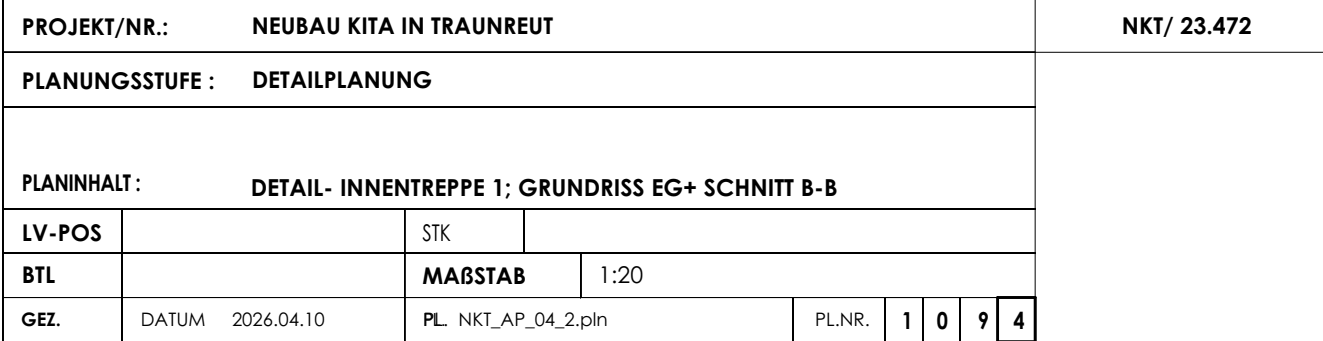 PROJEKT/NR.: NEUBAU KITA IN TRAUNREUT NKT/ 23.472
PLANUNGSSTUFE : DETAILPLANUNG
PLANINHALT : DETAIL- INNENTREPPE 1; GRUNDRISS EG+ SCHNITT B-B
LV-POS STK
BTL MAßSTAB 1:20
GEZ. DATUM 2026.04.10 PL. NKT_AP_04_2.pln PL.NR. 1 0 9 4